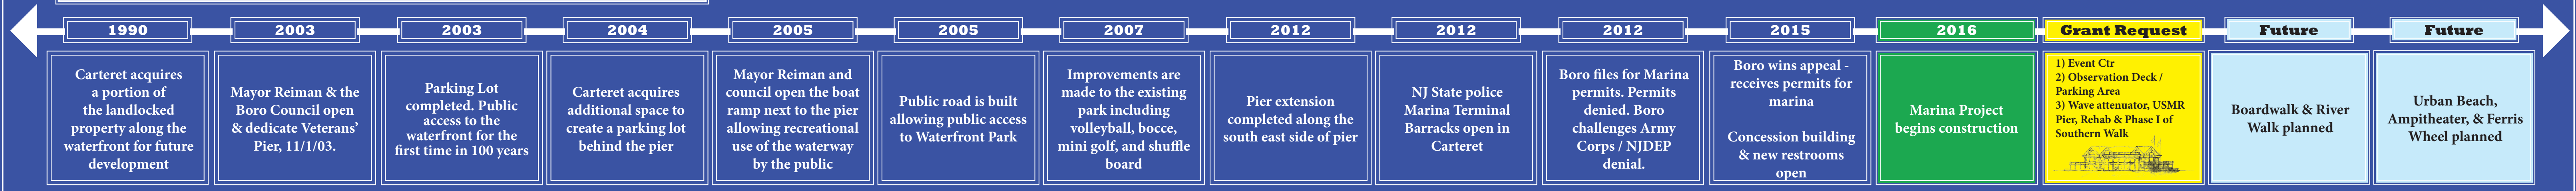 1990
Carteret acquires
a portion of
the landlocked
property along the
waterfront for future
development
2003
Mayor Reiman & the
Boro Council open
& dedicate Veterans’
Pier, 11/1/03.
2003
Parking Lot
completed. Public
access to the
waterfront for the
first time in 100 years
2004
Carteret acquires
additional space to
create a parking lot
behind the pier
2005
Mayor Reiman and
council open the boat
ramp next to the pier
allowing recreational
use of the waterway
by the public
2005
Public road is built
allowing public access
to Waterfront Park
2007
Improvements are
made to the existing
park including
volleyball, bocce,
mini golf, and shuffle
board
2012
Pier extension
completed along the
south east side of pier
2012
NJ State police
Marina Terminal
Barracks open in
Carteret
2012
Boro files for Marina
permits. Permits
denied. Boro
challenges Army
Corps / NJDEP
denial.
2015
Boro wins appeal -
receives permits for
marina
Concession building
& new restrooms
open
2016
Marina Project
begins construction
Grant Request
1) Event Ctr
2) Observation Deck /
Parking Area
3) Wave attenuator, USMR
Pier, Rehab & Phase I of
Southern Walk
Future
Boardwalk & River
Walk planned
Future
Urban Beach,
Ampitheater, & Ferris
Wheel planned